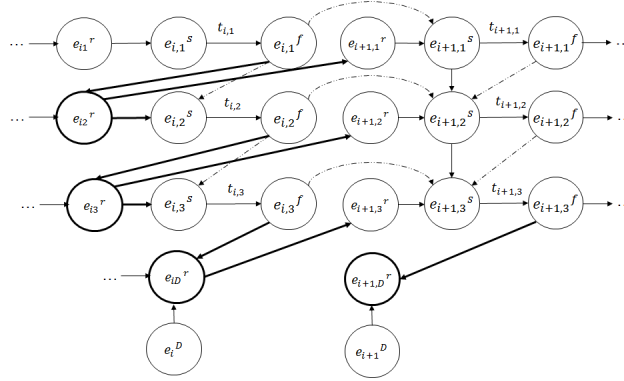 t_{i,1} t_{i+1,1}
... e_{i1}^r e_{i,1}^s e_{i,1}^f e_{i+1,1}^r e_{i+1,1}^s e_{i+1,1}^f ...
t_{i,2} t_{i+1,2}
... e_{i2}^r e_{i,2}^s e_{i,2}^f e_{i+1,2}^r e_{i+1,2}^s e_{i+1,2}^f ...
t_{i,3} t_{i+1,3}
... e_{i3}^r e_{i,3}^s e_{i,3}^f e_{i+1,3}^r e_{i+1,3}^s e_{i+1,3}^f ...
... e_{iD}^r e_{i+1,D}^r
e_i^D e_{i+1}^D